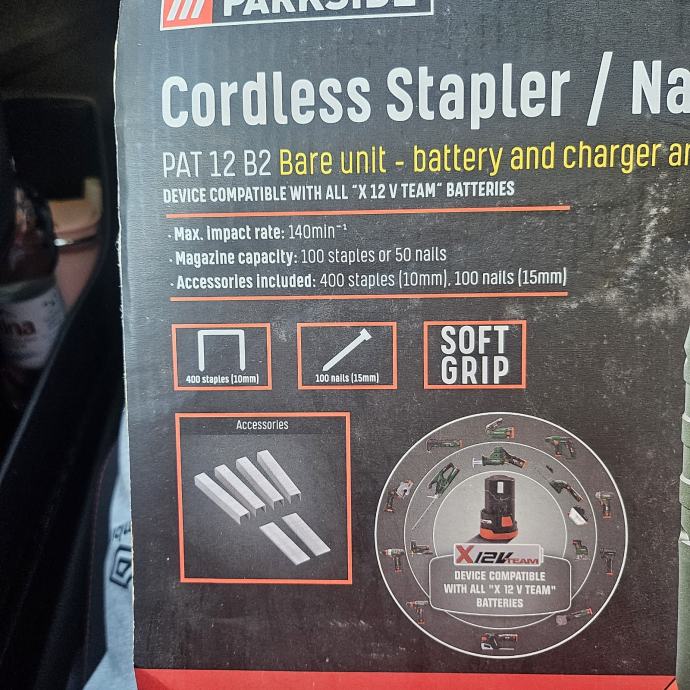 PARKSIDE
Cordless Stapler / Na
PAT 12 B2 Bare unit - battery and charger ar
DEVICE COMPATIBLE WITH ALL "X 12 V TEAM" BATTERIES
· Max. Impact rate: 140min⁻¹
· Magazine capacity: 100 staples or 50 nails
· Accessories included: 400 staples (10mm), 100 nails (15mm)
400 staples (10mm)
100 nails (15mm)
SOFT
GRIP
Accessories
X12V TEAM
DEVICE COMPATIBLE
WITH ALL "X 12 V TEAM"
BATTERIES